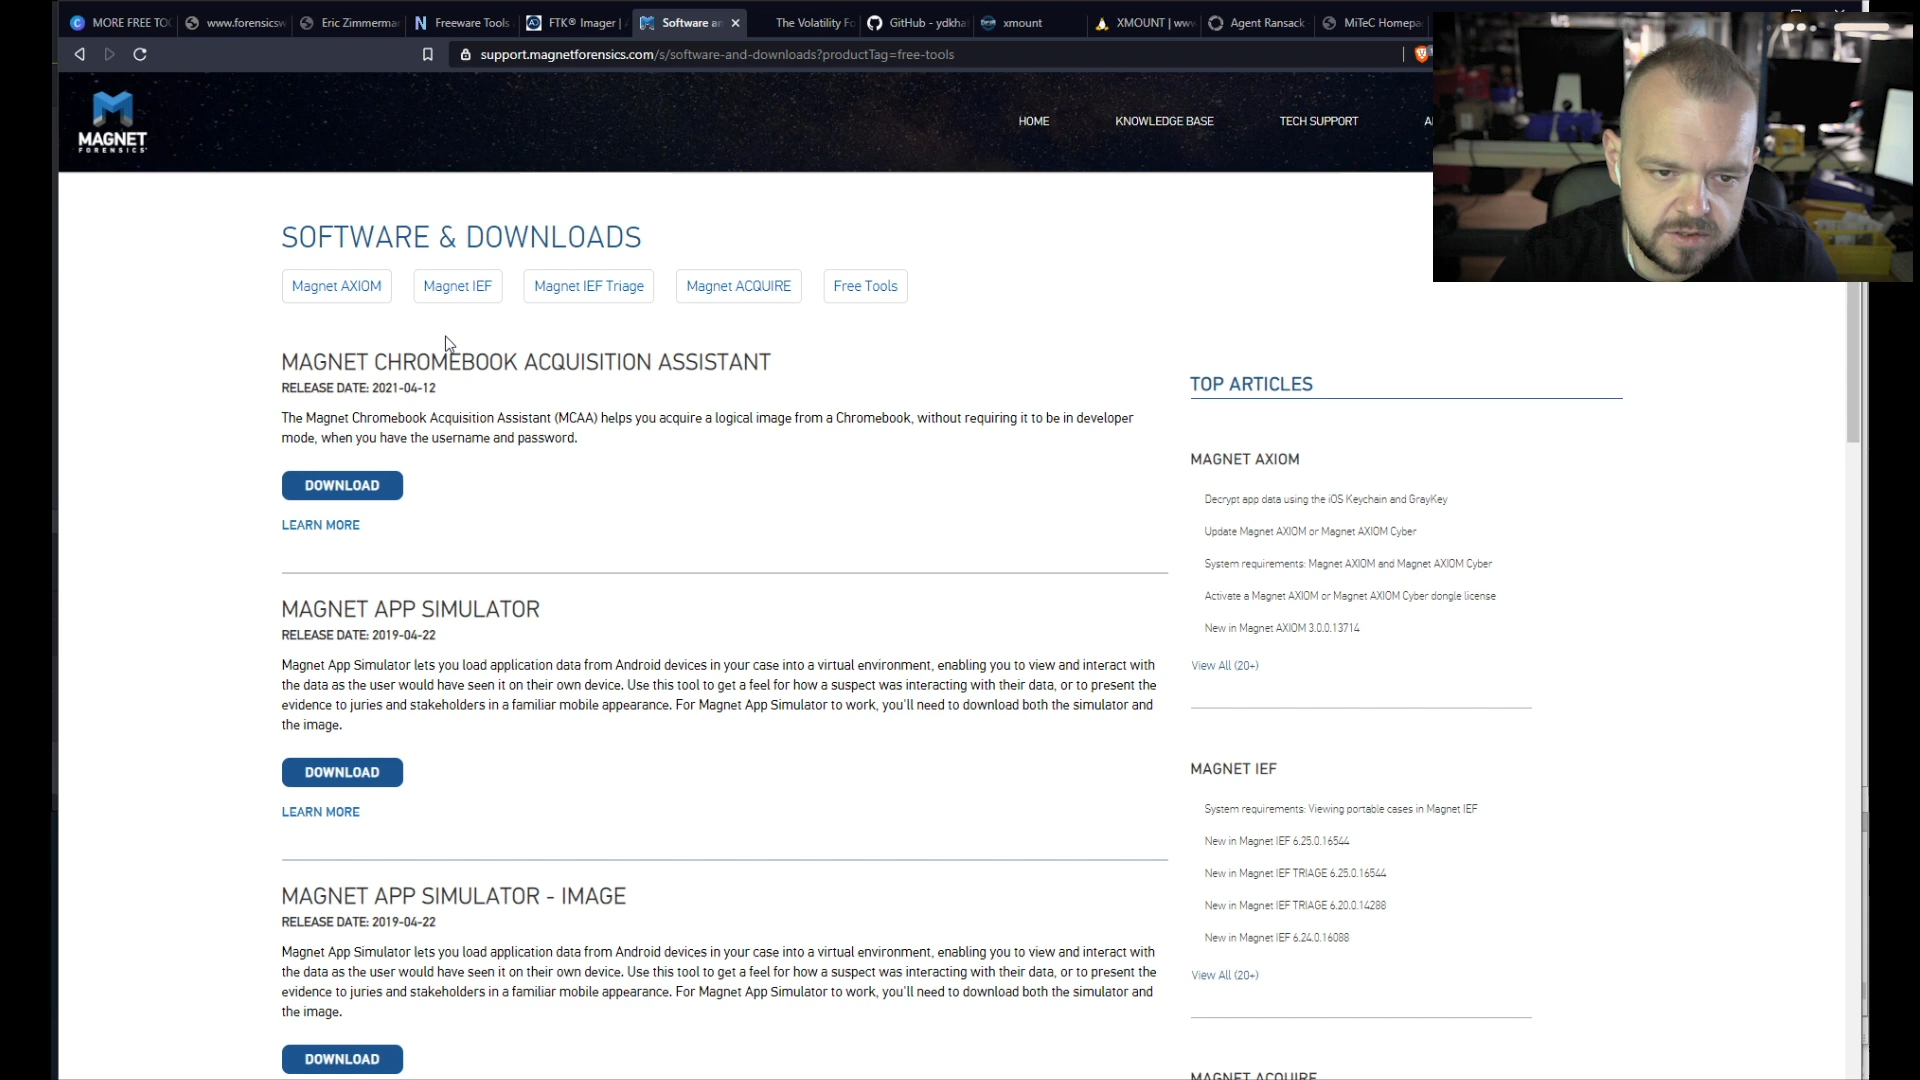 MORE FREE TO
www.forensicsw
Eric Zimmerma
Freeware Tools
FTK® Imager |
Software a
The Volatility Fo
GitHub - ydkha
xmount
XMOUNT | ww
Agent Ransack
MiTeC Homepa
support.magnetforensics.com/s/software-and-downloads?productTag=free-tools
MAGNET
FORENSICS®
HOME
KNOWLEDGE BASE
TECH SUPPORT
SOFTWARE & DOWNLOADS
Magnet AXIOM
Magnet IEF
Magnet IEF Triage
Magnet ACQUIRE
Free Tools
MAGNET CHROMEBOOK ACQUISITION ASSISTANT
RELEASE DATE: 2021-04-12
The Magnet Chromebook Acquisition Assistant (MCAA) helps you acquire a logical image from a Chromebook, without requiring it to be in developer
mode, when you have the username and password.
DOWNLOAD
LEARN MORE
MAGNET APP SIMULATOR
RELEASE DATE: 2019-04-22
Magnet App Simulator lets you load application data from Android devices in your case into a virtual environment, enabling you to view and interact with
the data as the user would have seen it on their own device. Use this tool to get a feel for how a suspect was interacting with their data, or to present the
evidence to juries and stakeholders in a familiar mobile appearance. For Magnet App Simulator to work, you'll need to download both the simulator and
the image.
DOWNLOAD
LEARN MORE
MAGNET APP SIMULATOR - IMAGE
RELEASE DATE: 2019-04-22
Magnet App Simulator lets you load application data from Android devices in your case into a virtual environment, enabling you to view and interact with
the data as the user would have seen it on their own device. Use this tool to get a feel for how a suspect was interacting with their data, or to present the
evidence to juries and stakeholders in a familiar mobile appearance. For Magnet App Simulator to work, you'll need to download both the simulator and
the image.
DOWNLOAD
TOP ARTICLES
MAGNET AXIOM
Decrypt app data using the iOS Keychain and GrayKey
Update Magnet AXIOM or Magnet AXIOM Cyber
System requirements: Magnet AXIOM and Magnet AXIOM Cyber
Activate a Magnet AXIOM or Magnet AXIOM Cyber dongle license
New in Magnet AXIOM 3.0.0.13714
View All (20+)
MAGNET IEF
System requirements: Viewing portable cases in Magnet IEF
New in Magnet IEF 6.25.0.16544
New in Magnet IEF TRIAGE 6.25.0.16544
New in Magnet IEF TRIAGE 6.20.0.14288
New in Magnet IEF 6.24.0.16088
View All (20+)
MAGNET ACQUIRE